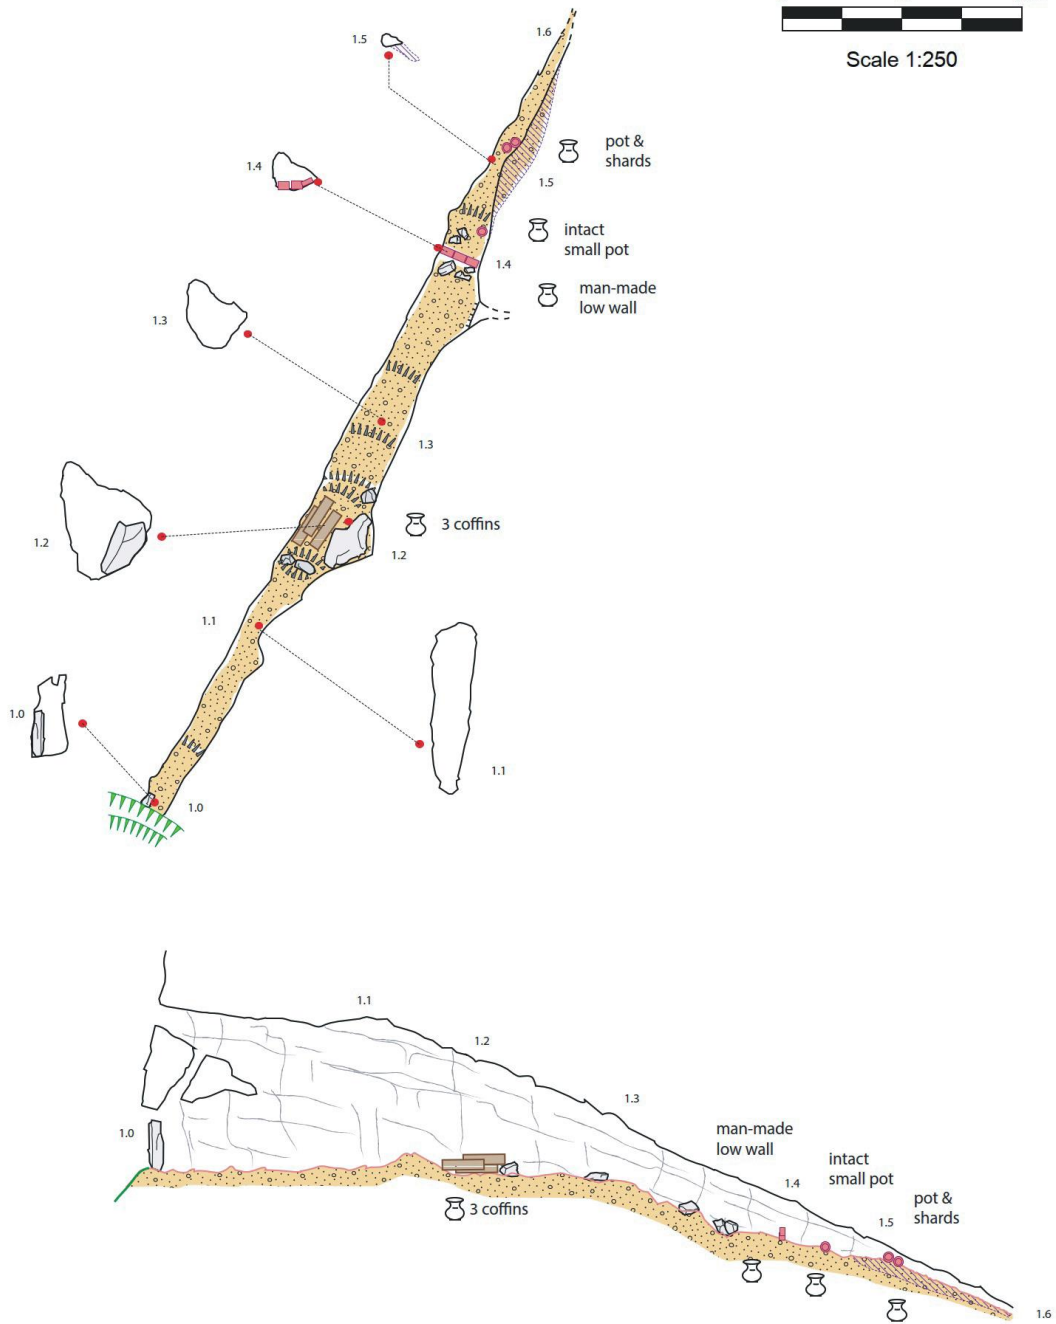 Scale 1:250
1.6
1.5
pot &
shards
1.5
1.4
intact
small pot
1.4
man-made
low wall
1.3
1.3
3 coffins
1.2
1.2
1.1
1.0
1.1
1.0
1.1
1.2
1.3
man-made
low wall
1.0
intact
small pot
1.4
pot &
shards
1.5
3 coffins
1.6